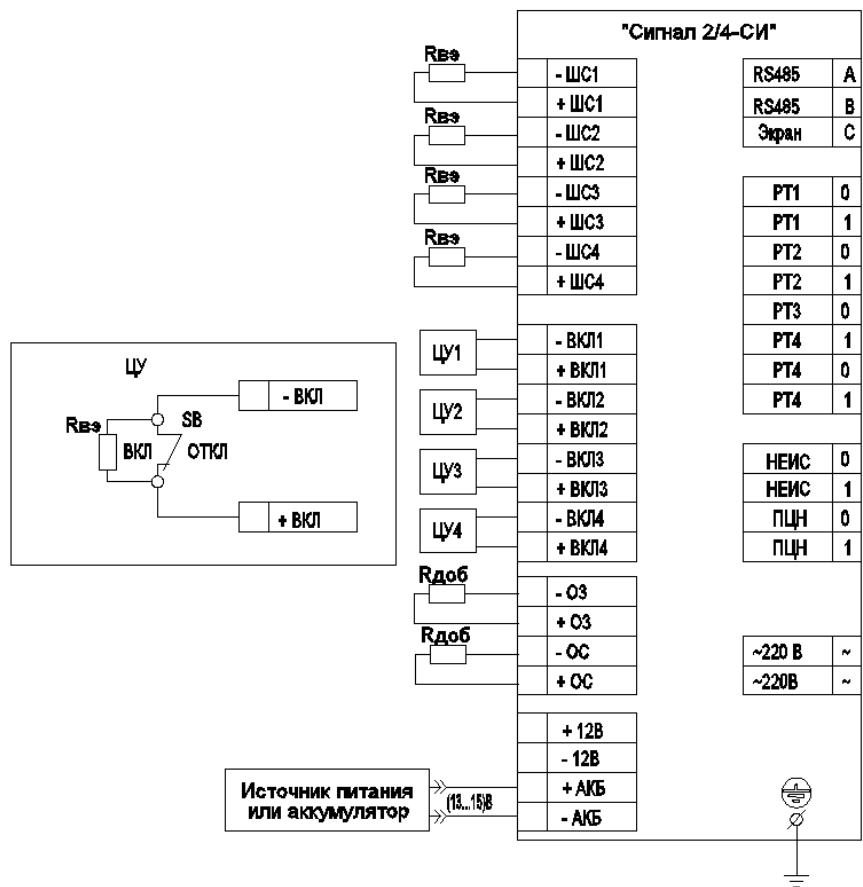 "Сигнал 2/4-СИ"
Rвэ
- ШС1
+ ШС1
Rвэ
- ШС2
+ ШС2
Rвэ
- ШС3
+ ШС3
Rвэ
- ШС4
+ ШС4
RS485 A
RS485 B
Экран C
РТ1 0
РТ1 1
РТ2 0
РТ2 1
РТ3 0
РТ4 1
РТ4 0
РТ4 1
ЦУ
Rвэ
ВКЛ
SB
ОТКЛ
- ВКЛ
+ ВКЛ
ЦУ1
- ВКЛ1
+ ВКЛ1
ЦУ2
- ВКЛ2
+ ВКЛ2
ЦУ3
- ВКЛ3
+ ВКЛ3
ЦУ4
- ВКЛ4
+ ВКЛ4
НЕИС 0
НЕИС 1
ПЦН 0
ПЦН 1
Rдоб
- ОЗ
+ ОЗ
Rдоб
- ОС
+ ОС
~220 В ~
~220В ~
+ 12В
- 12В
+ АКБ
- АКБ
Источник питания
или аккумулятор
(13...15)В